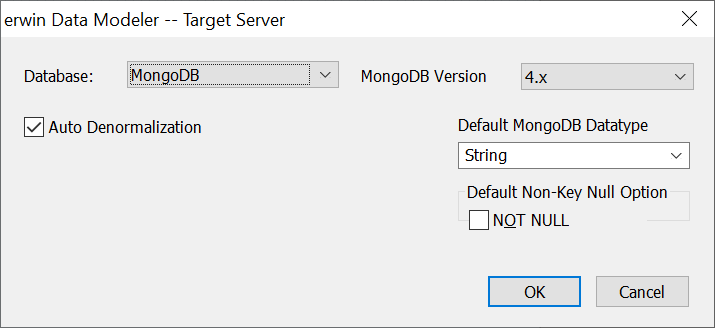 erwin Data Modeler -- Target Server
Database: MongoDB MongoDB Version 4.x
Auto Denormalization
Default MongoDB Datatype
String
Default Non-Key Null Option
NOT NULL
OK Cancel